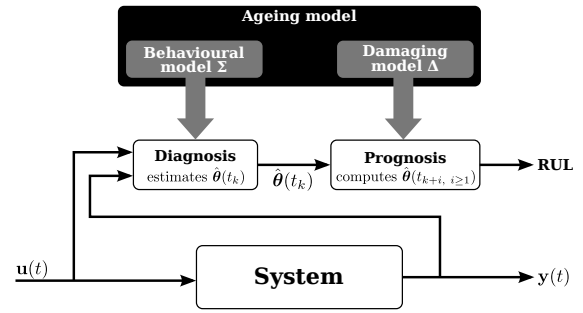 Ageing model
Behavioural
model Σ
Damaging
model Δ
Diagnosis
estimates θ̂(t_k)
θ̂(t_k)
Prognosis
computes θ̂(t_{k+i, i≥1})
RUL
u(t)
System
y(t)